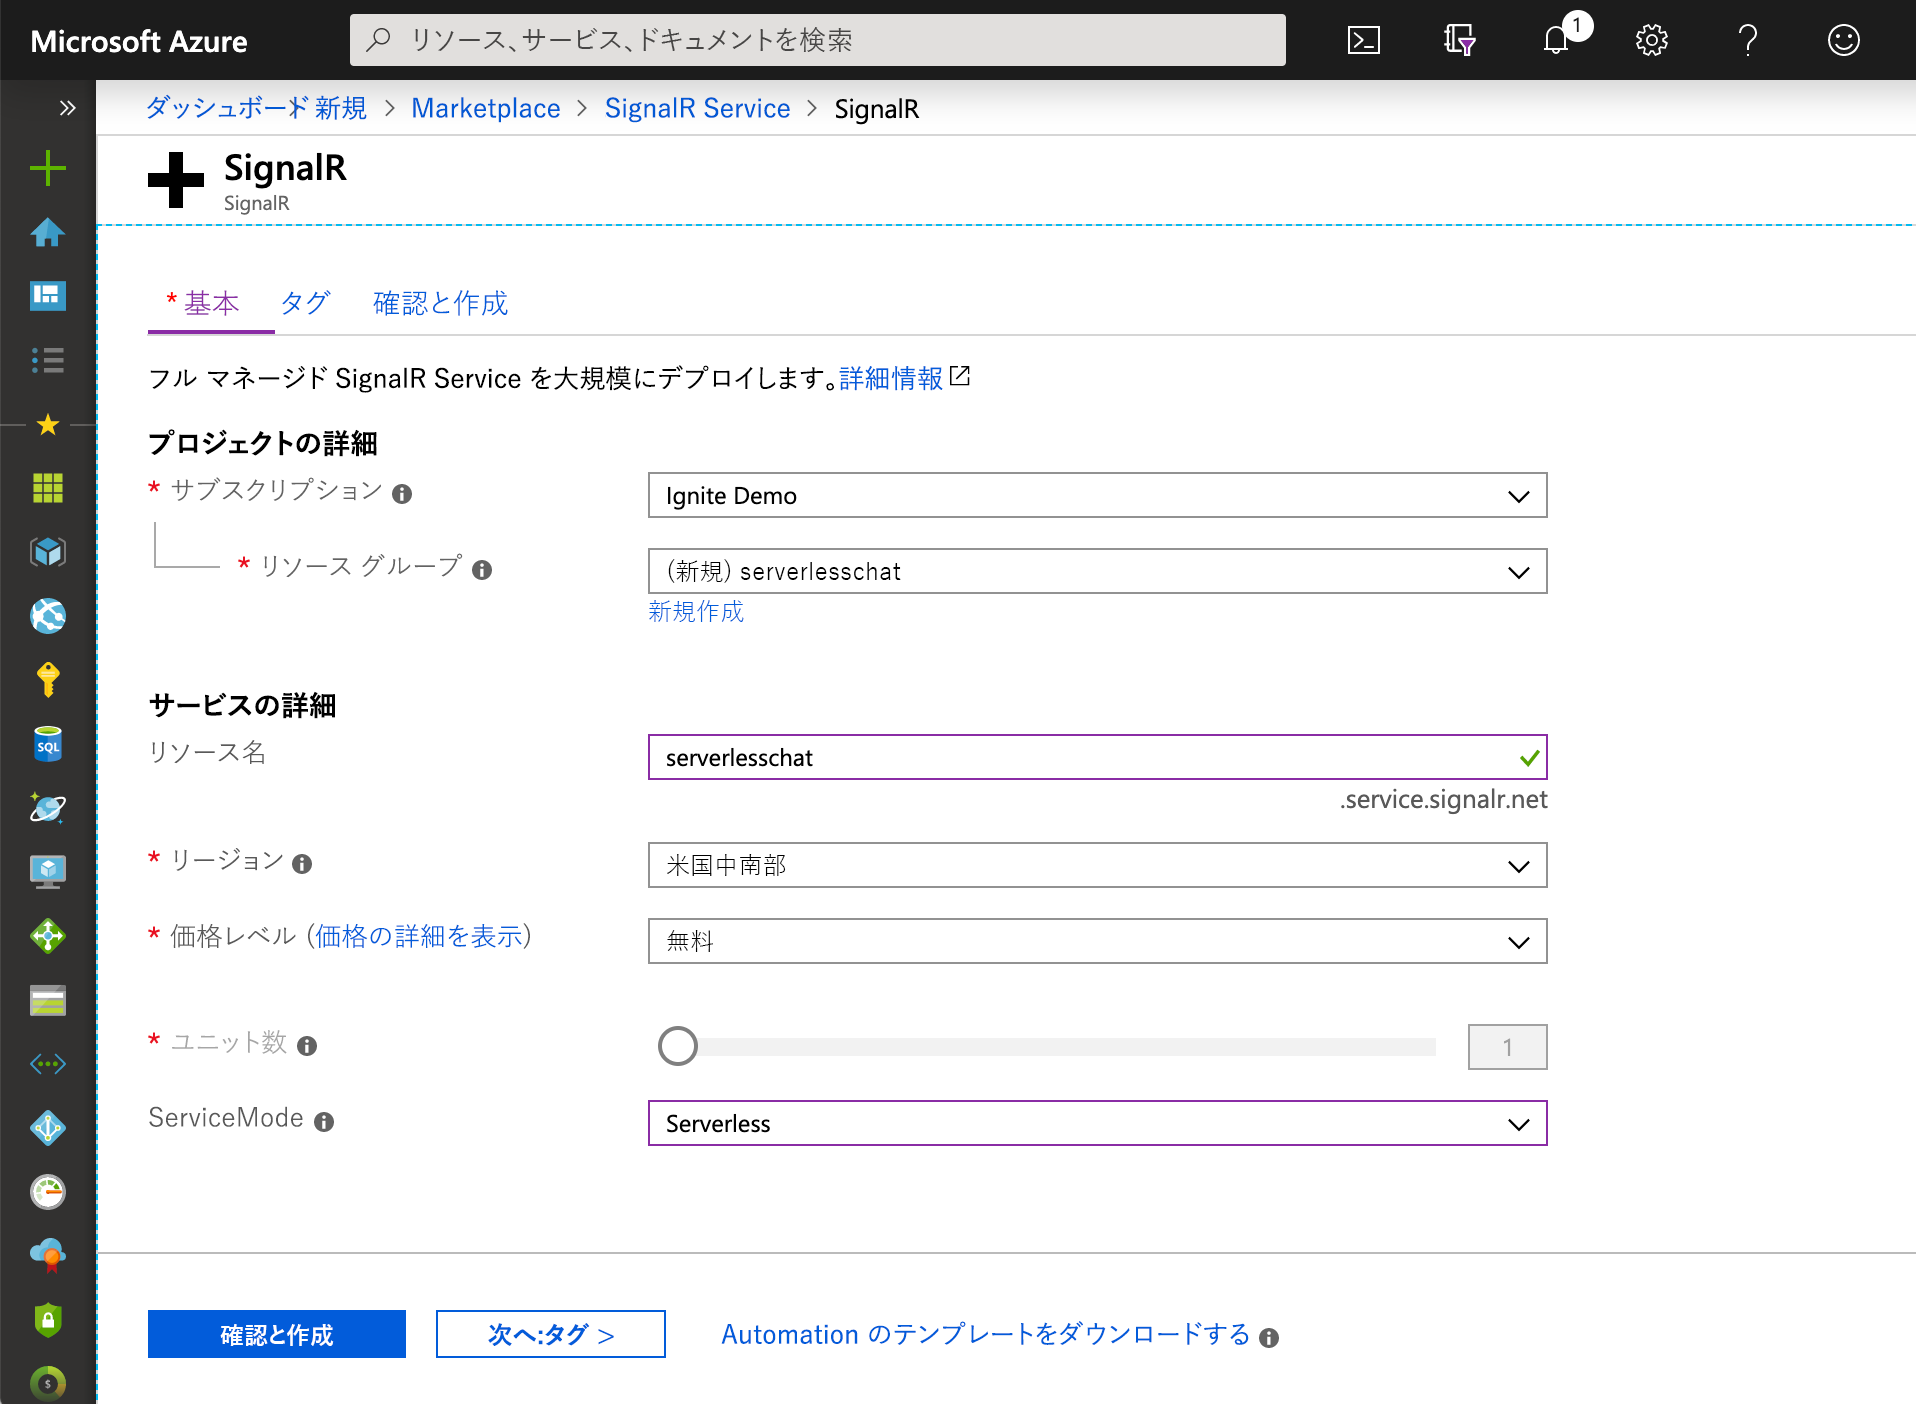 Microsoft Azure
リソース、サービス、ドキュメントを検索
1
ダッシュボード 新規 > Marketplace > SignalR Service > SignalR
SignalR
SignalR
* 基本 タグ 確認と作成
フル マネージド SignalR Service を大規模にデプロイします。詳細情報
プロジェクトの詳細
* サブスクリプション
Ignite Demo
* リソース グループ
(新規) serverlesschat
新規作成
サービスの詳細
リソース名
serverlesschat
.service.signalr.net
* リージョン
米国中南部
* 価格レベル (価格の詳細を表示)
無料
* ユニット数
1
ServiceMode
Serverless
SQL
$
確認と作成
次へ:タグ >
Automation のテンプレートをダウンロードする